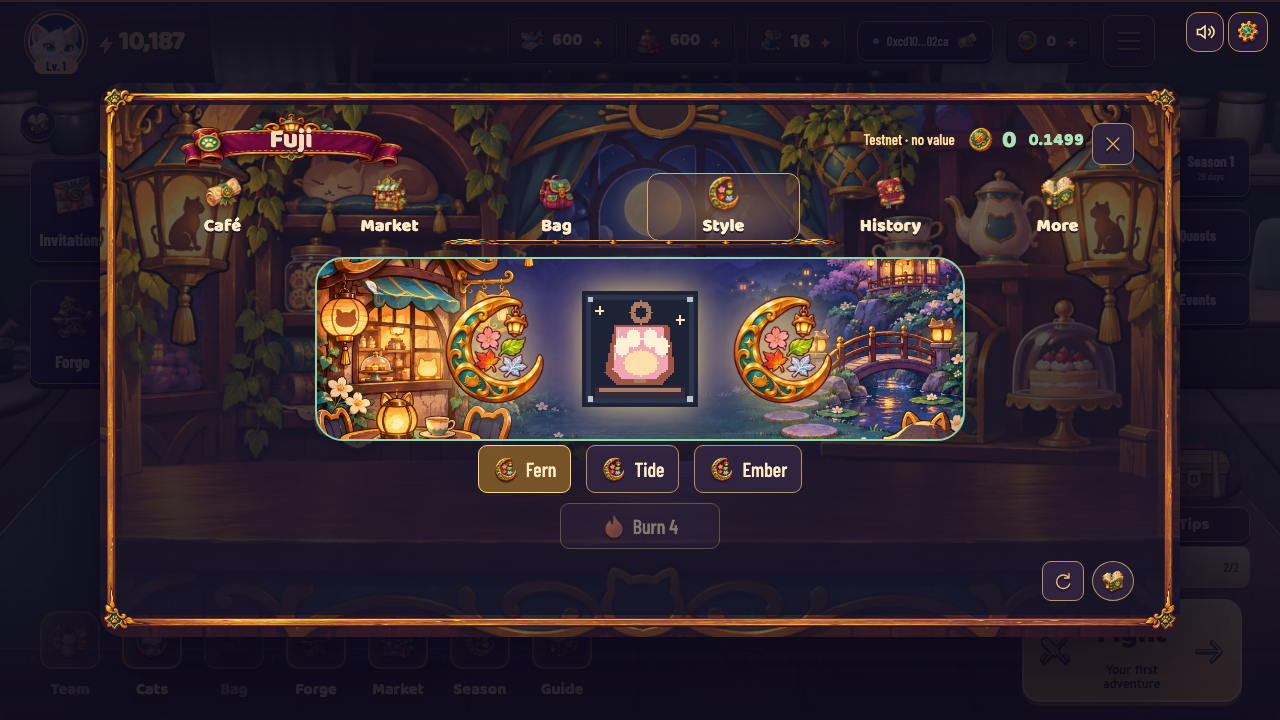 10,187
600 +
600 +
16 +
0xcd10...02ca
0 +
Lv. 1
Fuji
Testnet · no value
0
0.1499
Café
Market
Bag
Style
History
More
Season 1
Invitation
Quests
Events
Forge
Fern
Tide
Ember
Burn 4
Tips
2/2
Fight
Your first
adventure
Team
Cats
Bag
Forge
Market
Season
Guide